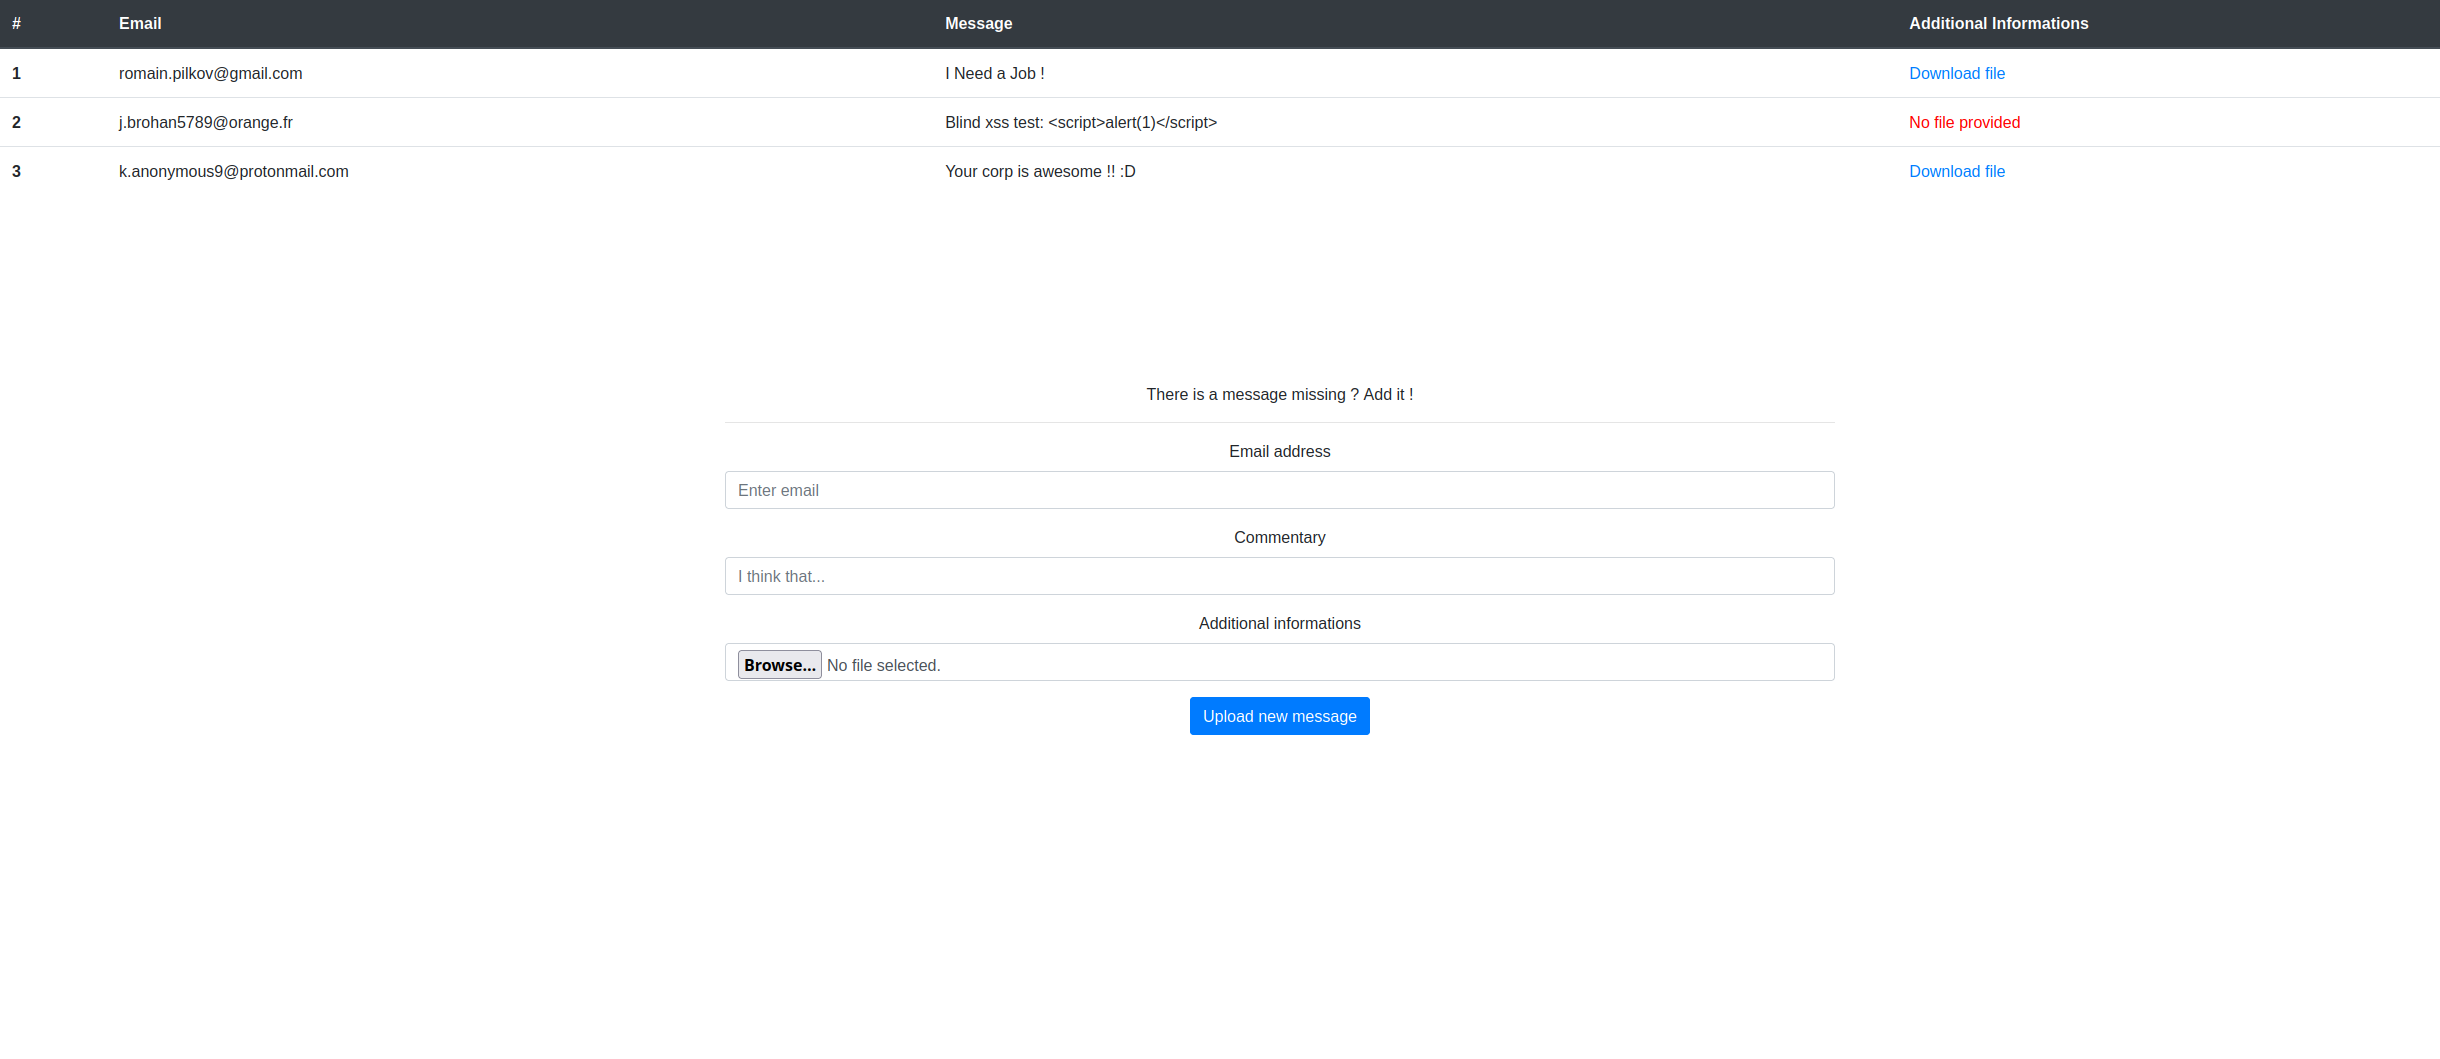 # Email Message Additional Informations
1 romain.pilkov@gmail.com I Need a Job ! Download file
2 j.brohan5789@orange.fr Blind xss test: <script>alert(1)</script> No file provided
3 k.anonymous9@protonmail.com Your corp is awesome !! :D Download file
There is a message missing ? Add it !
Email address
Enter email
Commentary
I think that...
Additional informations
Browse... No file selected.
Upload new message